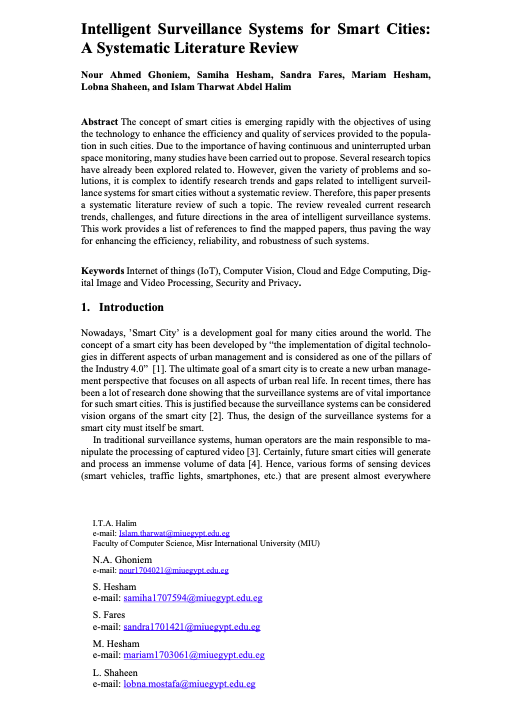 Intelligent Surveillance Systems for Smart Cities:
A Systematic Literature Review
Nour Ahmed Ghoniem, Samiha Hesham, Sandra Fares, Mariam Hesham,
Lobna Shaheen, and Islam Tharwat Abdel Halim
Abstract The concept of smart cities is emerging rapidly with the objectives of using
the technology to enhance the efficiency and quality of services provided to the popula-
tion in such cities. Due to the importance of having continuous and uninterrupted urban
space monitoring, many studies have been carried out to propose. Several research topics
have already been explored related to. However, given the variety of problems and so-
lutions, it is complex to identify research trends and gaps related to intelligent surveil-
lance systems for smart cities without a systematic review. Therefore, this paper presents
a systematic literature review of such a topic. The review revealed current research
trends, challenges, and future directions in the area of intelligent surveillance systems.
This work provides a list of references to find the mapped papers, thus paving the way
for enhancing the efficiency, reliability, and robustness of such systems.
Keywords Internet of things (IoT), Computer Vision, Cloud and Edge Computing, Dig-
ital Image and Video Processing, Security and Privacy.
1. Introduction
Nowadays, 'Smart City' is a development goal for many cities around the world. The
concept of a smart city has been developed by “the implementation of digital technolo-
gies in different aspects of urban management and is considered as one of the pillars of
the Industry 4.0” [1]. The ultimate goal of a smart city is to create a new urban manage-
ment perspective that focuses on all aspects of urban real life. In recent times, there has
been a lot of research done showing that the surveillance systems are of vital importance
for such smart cities. This is justified because the surveillance systems can be considered
vision organs of the smart city [2]. Thus, the design of the surveillance systems for a
smart city must itself be smart.
In traditional surveillance systems, human operators are the main responsible to ma-
nipulate the processing of captured video [3]. Certainly, future smart cities will generate
and process an immense volume of data [4]. Hence, various forms of sensing devices
(smart vehicles, traffic lights, smartphones, etc.) that are present almost everywhere
I.T.A. Halim
e-mail: Islam.tharwat@miuegypt.edu.eg
Faculty of Computer Science, Misr International University (MIU)
N.A. Ghoniem
e-mail: nour1704021@miuegypt.edu.eg
S. Hesham
e-mail: samiha1707594@miuegypt.edu.eg
S. Fares
e-mail: sandra1701421@miuegypt.edu.eg
M. Hesham
e-mail: mariam1703061@miuegypt.edu.eg
L. Shaheen
e-mail: lobna.mostafa@miuegypt.edu.eg